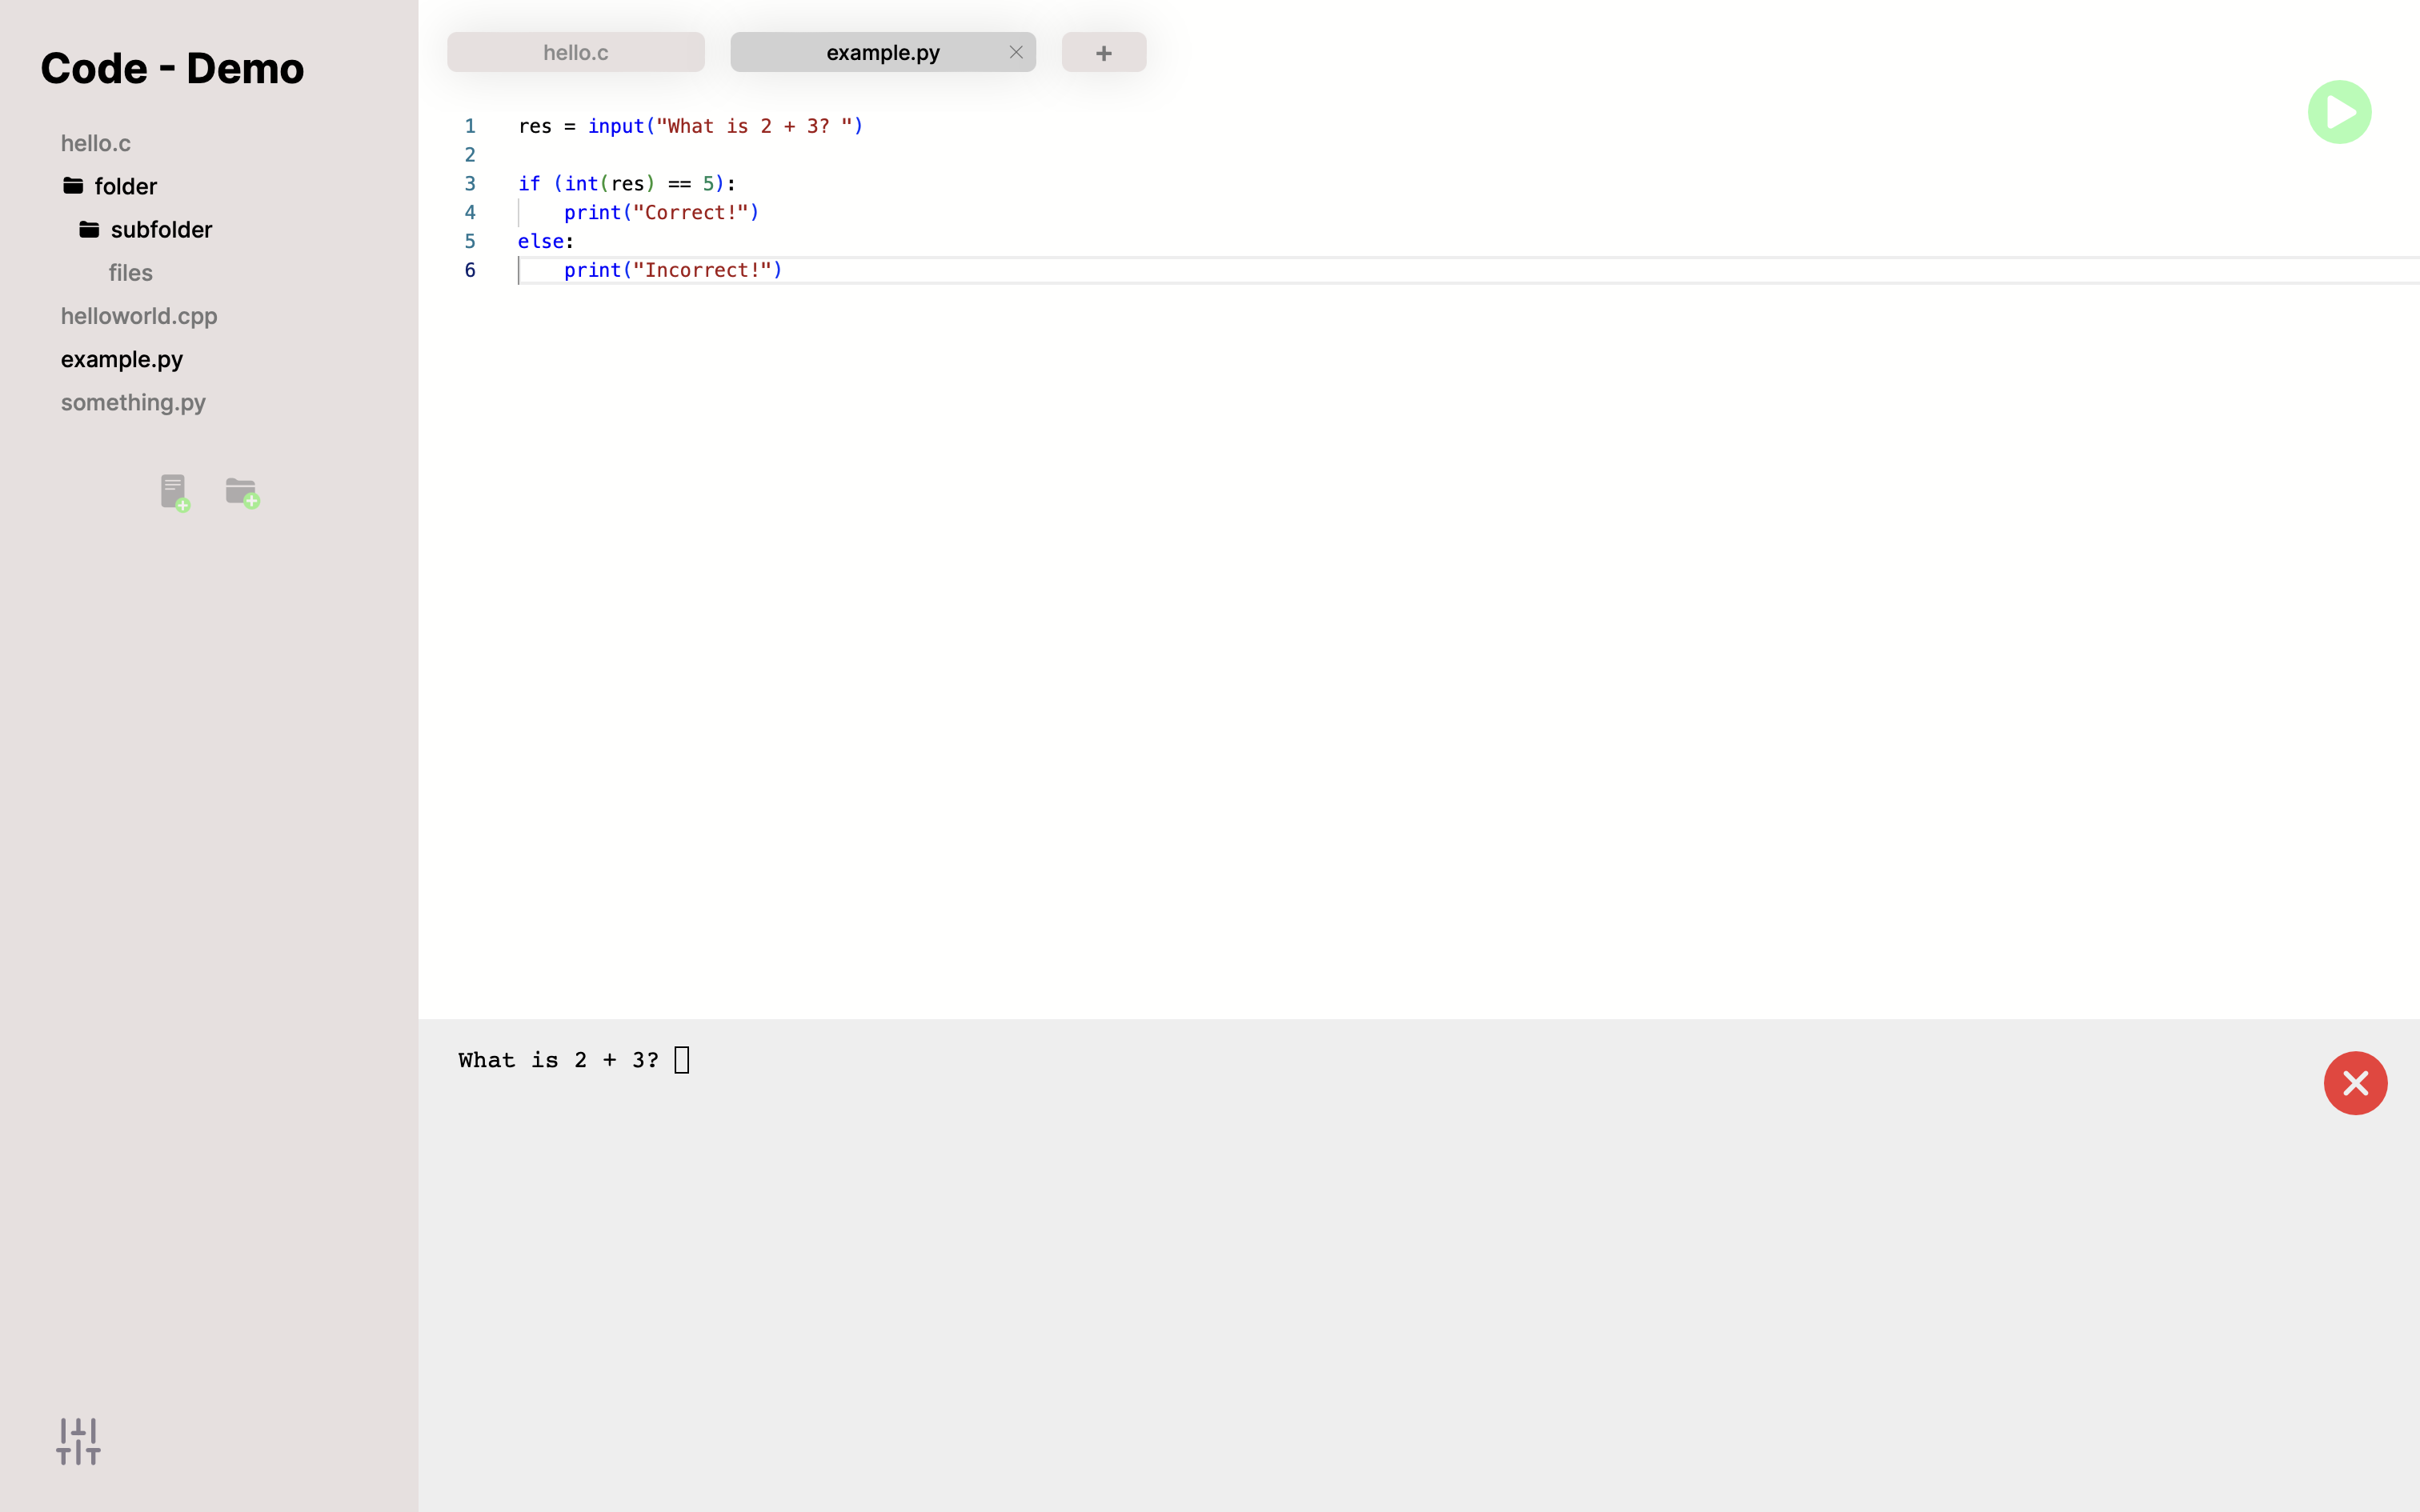 Code - Demo
hello.c
folder
subfolder
files
helloworld.cpp
example.py
something.py
hello.c
example.py
+
1 res = input("What is 2 + 3? ")
2
3 if (int(res) == 5):
4     print("Correct!")
5 else:
6     print("Incorrect!")
What is 2 + 3?